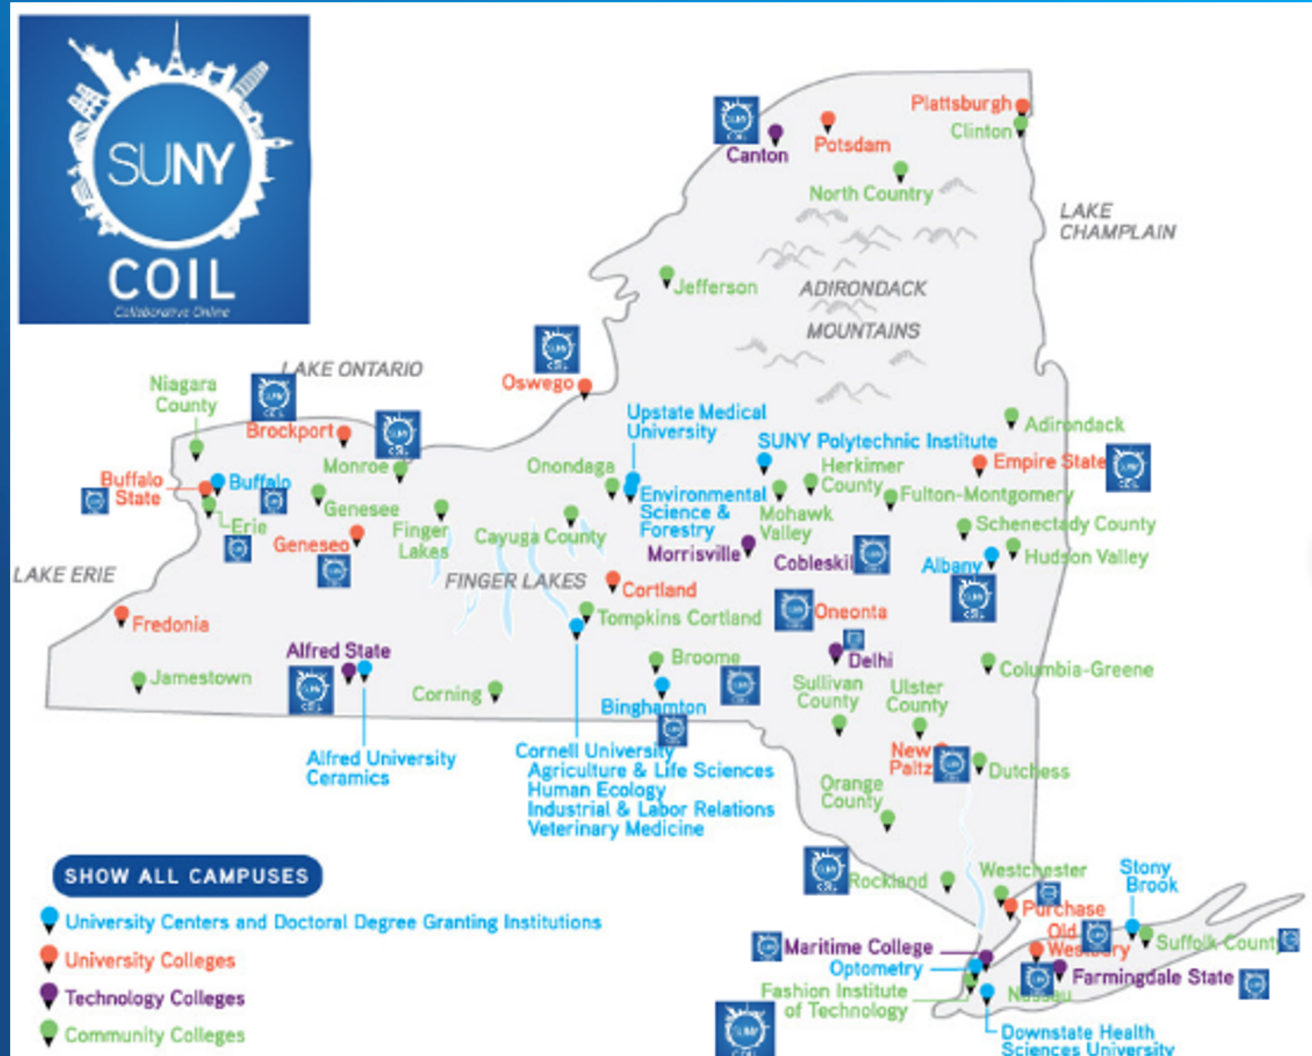 SUNY
COIL
Collaborative Online
Plattsburgh
Clinton
Canton
Potsdam
North Country
LAKE
CHAMPLAIN
Jefferson
ADIRONDACK
MOUNTAINS
LAKE ONTARIO
Oswego
Niagara
County
Brockport
Upstate Medical
University
SUNY Polytechnic Institute
Adirondack
Monroe
Onondaga
Herkimer
County
Empire State
Buffalo
State
Buffalo
Genesee
Environmental
Science &
Forestry
Fulton-Montgomery
Erie
Finger
Lakes
Cayuga County
Mohawk
Valley
Schenectady County
Geneseo
Morrisville
Cobleskil
Albany
Hudson Valley
LAKE ERIE
FINGER LAKES
Cortland
Fredonia
Tompkins Cortland
Oneonta
Alfred State
Broome
Delhi
Columbia-Greene
Jamestown
Corning
Binghamton
Sullivan
County
Ulster
County
Alfred University
Ceramics
Cornell University
Agriculture & Life Sciences
Human Ecology
Industrial & Labor Relations
Veterinary Medicine
New
Paltz
Dutchess
Orange
County
Rockland
Westchester
Stony
Brook
Purchase
Old
Westbury
Suffolk County
Maritime College
Optometry
Farmingdale State
Fashion Institute
of Technology
Nassau
Downstate Health
Sciences University
SHOW ALL CAMPUSES
University Centers and Doctoral Degree Granting Institutions
University Colleges
Technology Colleges
Community Colleges